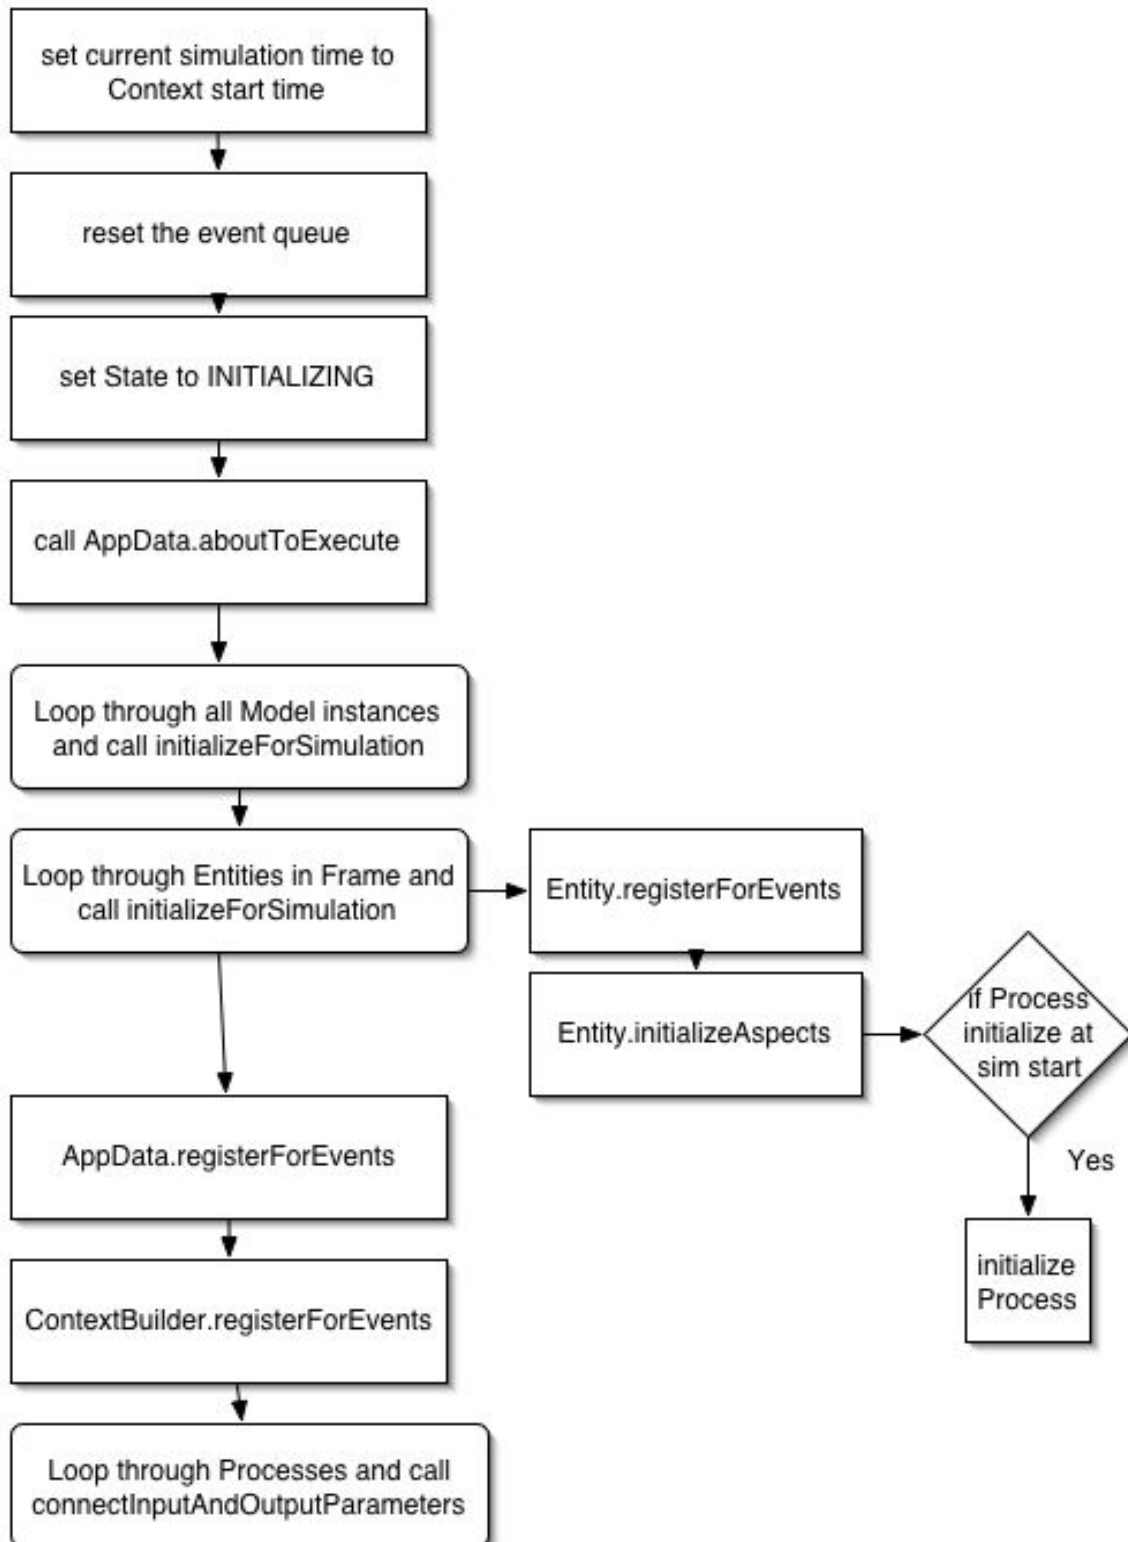 set current simulation time to
Context start time
reset the event queue
set State to INITIALIZING
call AppData.aboutToExecute
Loop through all Model instances
and call initializeForSimulation
Loop through Entities in Frame and
call initializeForSimulation
Entity.registerForEvents
Entity.initializeAspects
if Process
initialize at
sim start
Yes
initialize
Process
AppData.registerForEvents
ContextBuilder.registerForEvents
Loop through Processes and call
connectInputAndOutputParameters